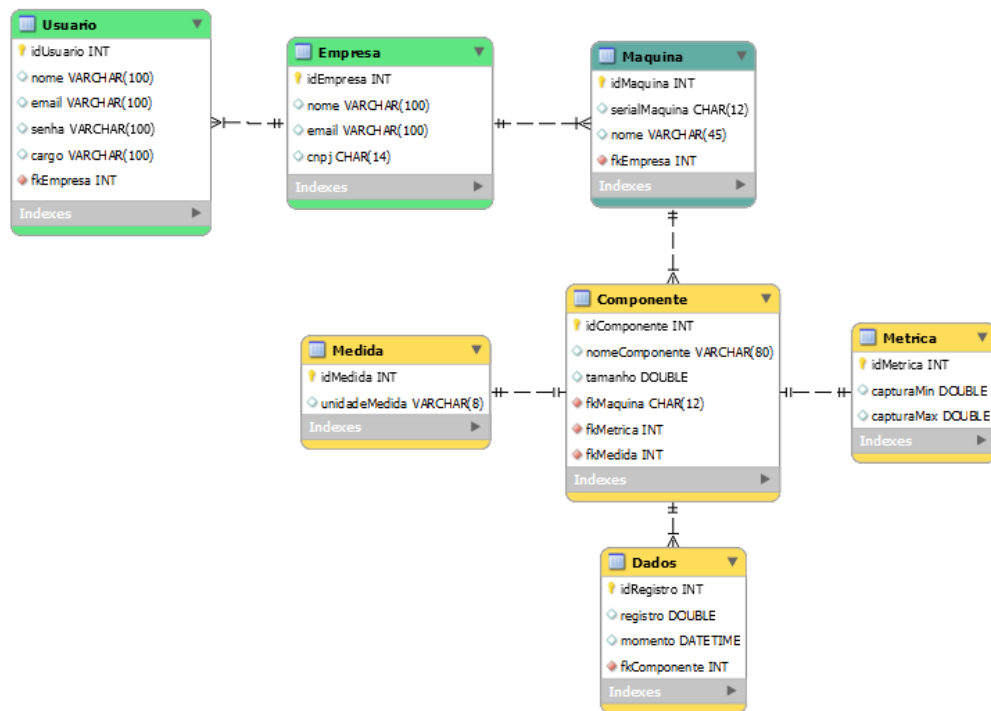 Usuario
idUsuario INT
nome VARCHAR(100)
email VARCHAR(100)
senha VARCHAR(100)
cargo VARCHAR(100)
fkEmpresa INT
Indexes
Empresa
idEmpresa INT
nome VARCHAR(100)
email VARCHAR(100)
cnpj CHAR(14)
Indexes
Maquina
idMaquina INT
serialMaquina CHAR(12)
nome VARCHAR(45)
fkEmpresa INT
Indexes
Medida
idMedida INT
unidadeMedida VARCHAR(8)
Indexes
Componente
idComponente INT
nomeComponente VARCHAR(80)
tamanho DOUBLE
fkMaquina CHAR(12)
fkMetrica INT
fkMedida INT
Indexes
Metrica
idMetrica INT
capturaMin DOUBLE
capturaMax DOUBLE
Indexes
Dados
idRegistro INT
registro DOUBLE
momento DATETIME
fkComponente INT
Indexes